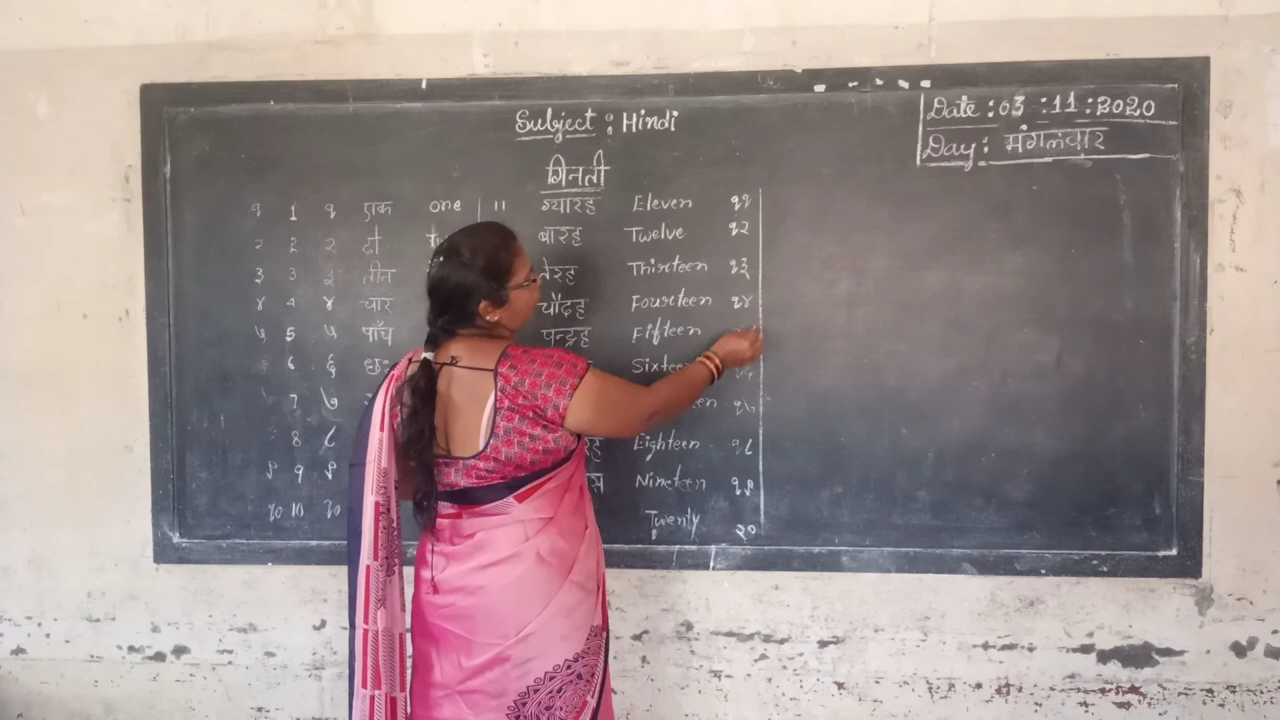 Subject : Hindi
Date : 03 : 11 : 2020
Day : मंगलवार
गिनती
१ 1 १ एक one 11 ग्यारह Eleven ११
२ 2 २ दो बारह Twelve १२
३ 3 ३ तीन तेरह Thirteen १३
४ 4 ४ चार चौदह Fourteen १४
५ 5 ५ पाँच पन्द्रह Fifteen
6 ६ छः
7 ७ १७
8 ८ Eighteen १८
९ 9 ९ Nineteen १९
१० 10 १० Twenty २०